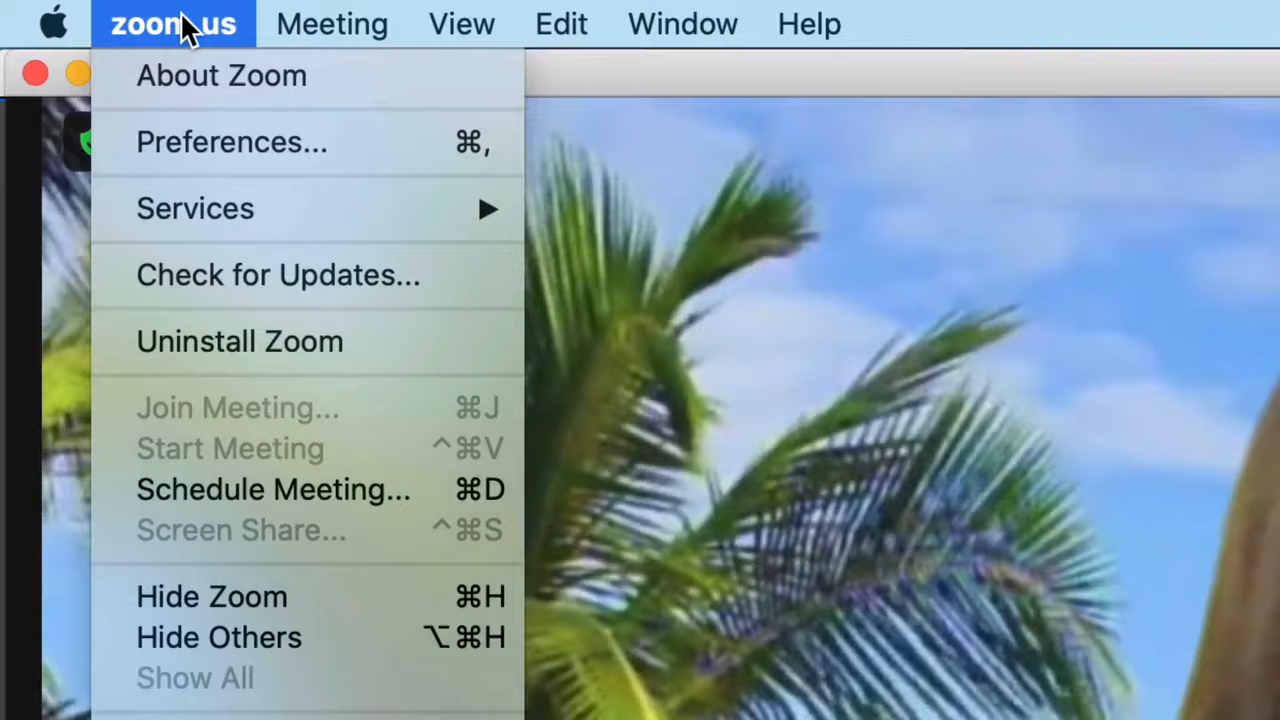 zoom.us Meeting View Edit Window Help
About Zoom
Preferences... ⌘,
Services ▶
Check for Updates...
Uninstall Zoom
Join Meeting... ⌘J
Start Meeting ^⌘V
Schedule Meeting... ⌘D
Screen Share... ^⌘S
Hide Zoom ⌘H
Hide Others ⌥⌘H
Show All